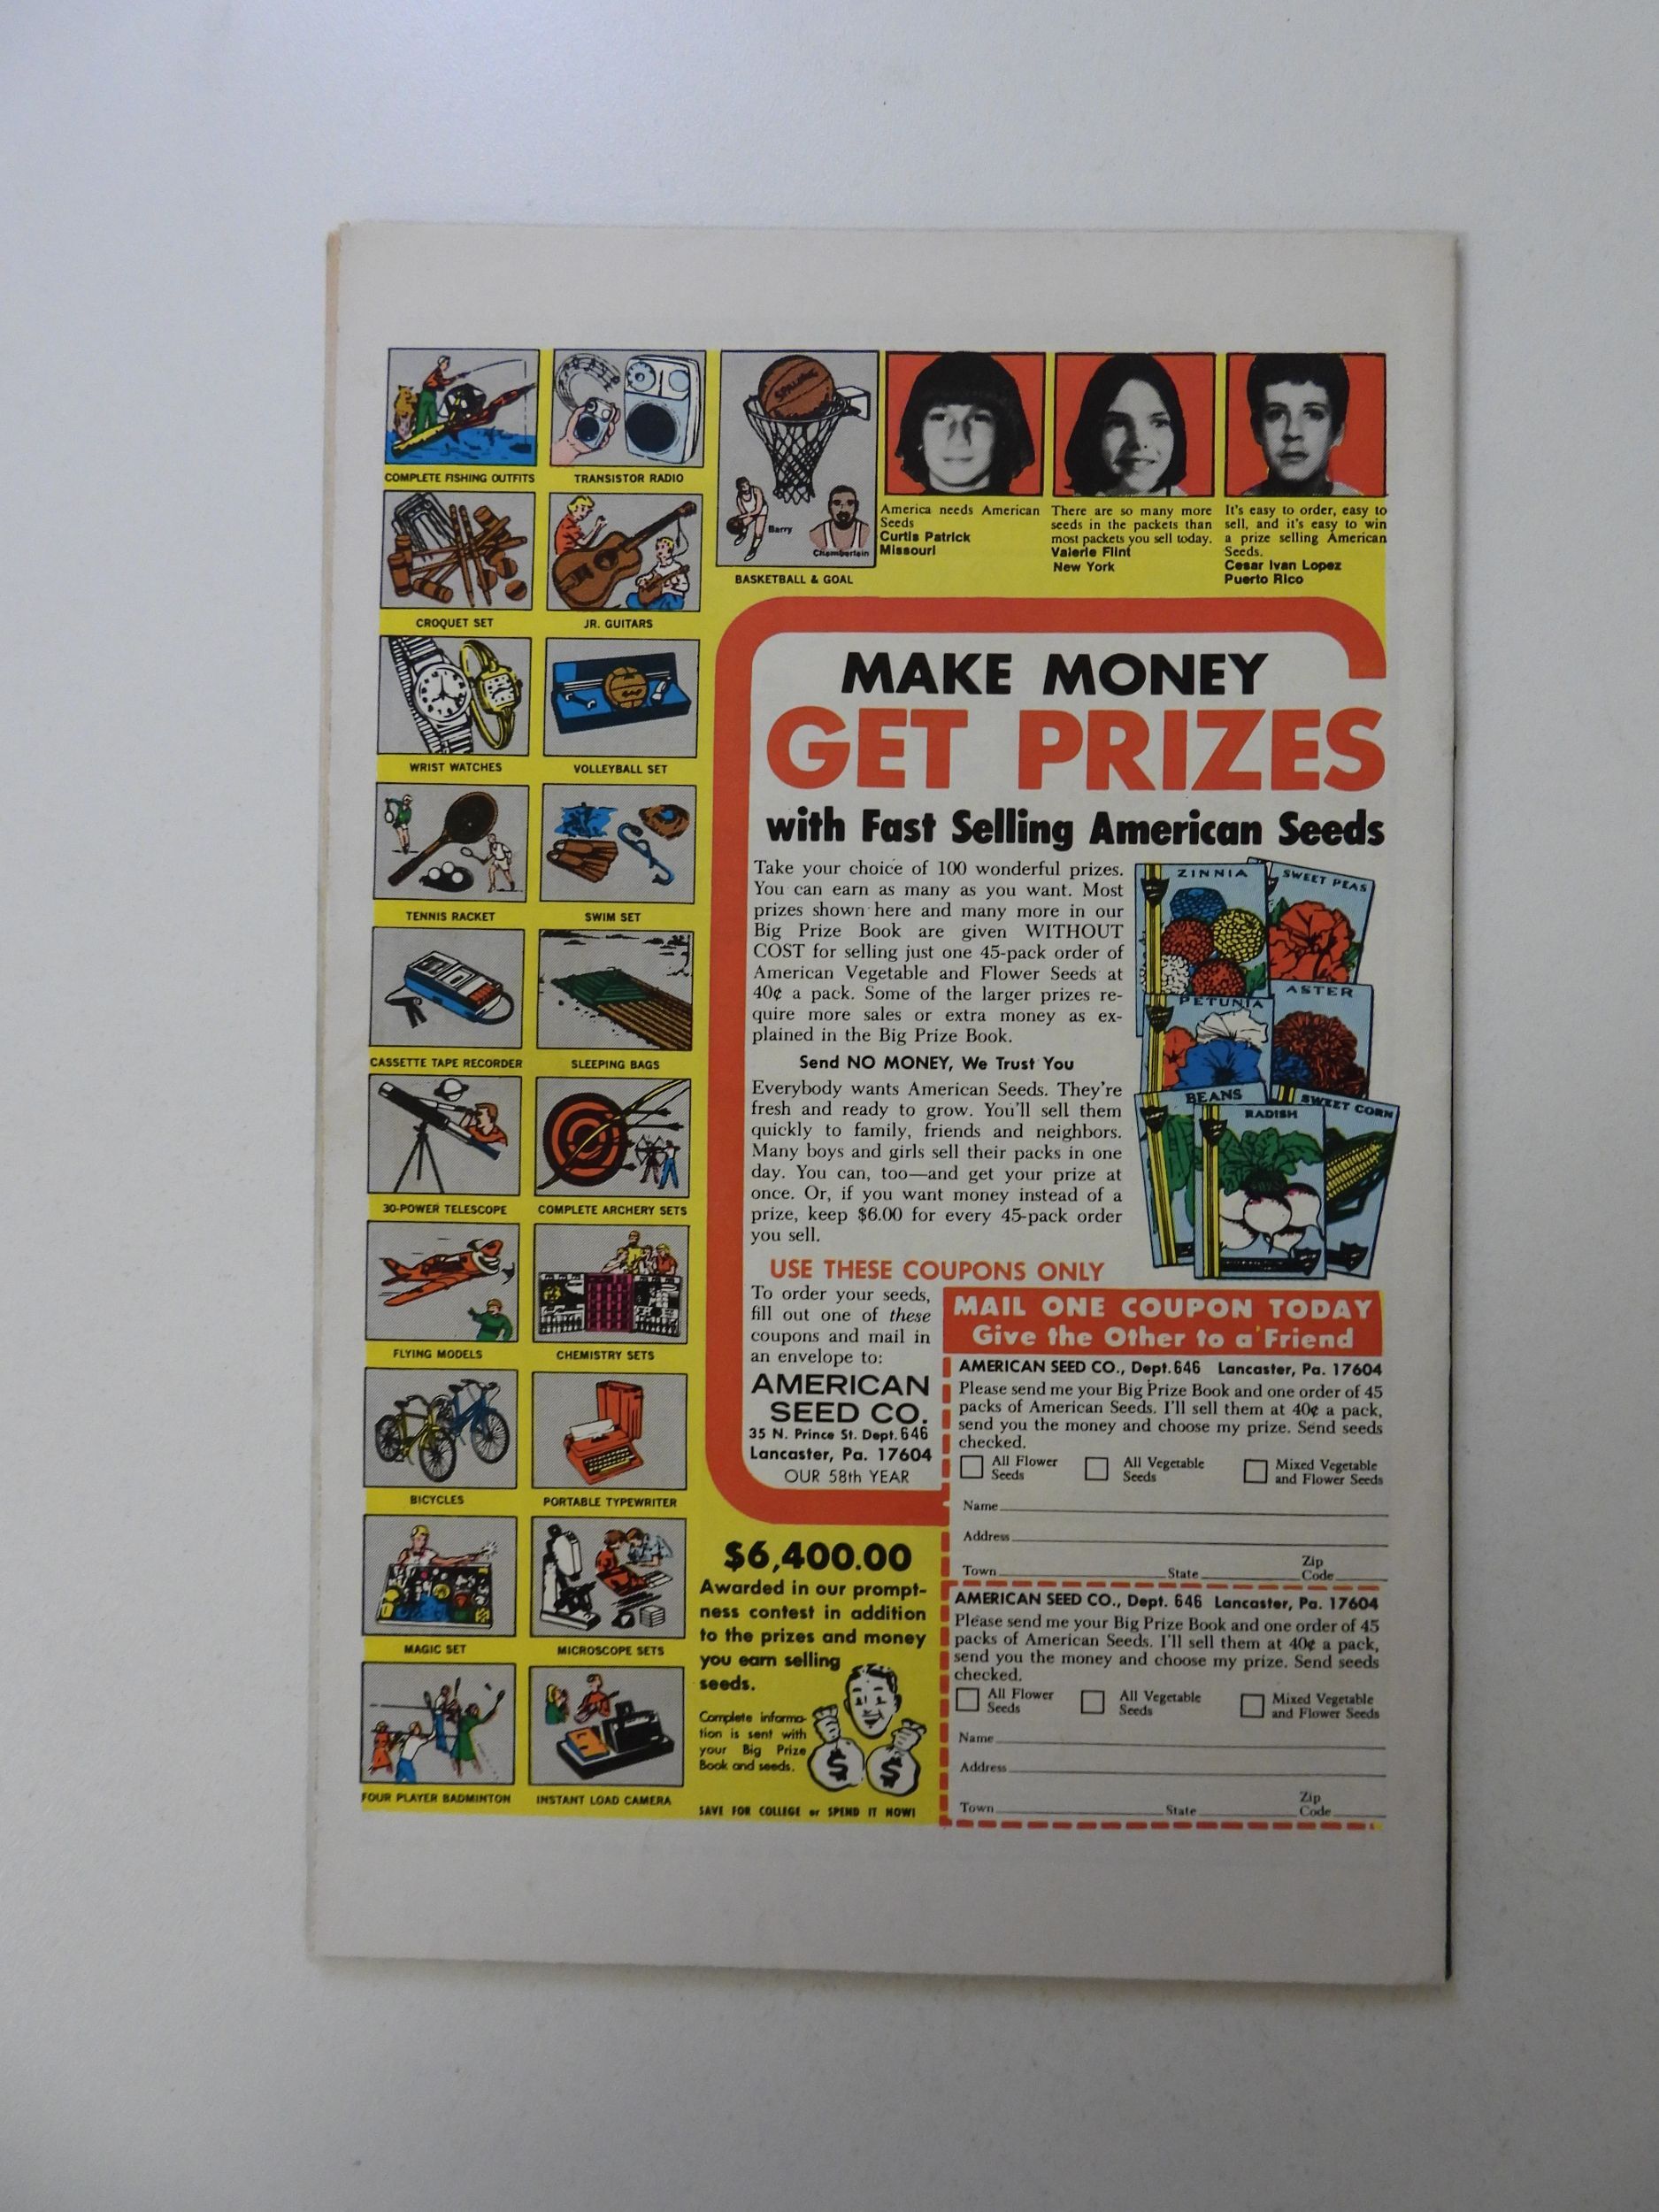 COMPLETE FISHING OUTFITS
TRANSISTOR RADIO
CROQUET SET
JR. GUITARS
WRIST WATCHES
VOLLEYBALL SET
TENNIS RACKET
SWIM SET
CASSETTE TAPE RECORDER
SLEEPING BAGS
30-POWER TELESCOPE
COMPLETE ARCHERY SETS
FLYING MODELS
CHEMISTRY SETS
BICYCLES
PORTABLE TYPEWRITER
MAGIC SET
MICROSCOPE SETS
FOUR PLAYER BADMINTON
INSTANT LOAD CAMERA
SPALDING
Barry
Chamberlain
BASKETBALL & GOAL
America needs American
Seeds
Curtis Patrick
Missouri
There are so many more
seeds in the packets than
most packets you sell today.
Valerie Flint
New York
It's easy to order, easy to
sell, and it's easy to win
a prize selling American
Seeds.
Cesar Ivan Lopez
Puerto Rico
MAKE MONEY
GET PRIZES
with Fast Selling American Seeds
Take your choice of 100 wonderful prizes.
You can earn as many as you want. Most
prizes shown here and many more in our
Big Prize Book are given WITHOUT
COST for selling just one 45-pack order of
American Vegetable and Flower Seeds at
40¢ a pack. Some of the larger prizes re-
quire more sales or extra money as ex-
plained in the Big Prize Book.
Send NO MONEY, We Trust You
Everybody wants American Seeds. They're
fresh and ready to grow. You'll sell them
quickly to family, friends and neighbors.
Many boys and girls sell their packs in one
day. You can, too—and get your prize at
once. Or, if you want money instead of a
prize, keep $6.00 for every 45-pack order
you sell.
ZINNIA
SWEET PEAS
PETUNIA
ASTER
BEANS
RADISH
SWEET CORN
USE THESE COUPONS ONLY
To order your seeds,
fill out one of these
coupons and mail in
an envelope to:
AMERICAN
SEED CO.
35 N. Prince St. Dept. 646
Lancaster, Pa. 17604
OUR 58th YEAR
MAIL ONE COUPON TODAY
Give the Other to a Friend
AMERICAN SEED CO., Dept. 646 Lancaster, Pa. 17604
Please send me your Big Prize Book and one order of 45
packs of American Seeds. I'll sell them at 40¢ a pack,
send you the money and choose my prize. Send seeds
checked.
All Flower
Seeds
All Vegetable
Seeds
Mixed Vegetable
and Flower Seeds
Name
Address
Town State Zip Code
AMERICAN SEED CO., Dept. 646 Lancaster, Pa. 17604
Please send me your Big Prize Book and one order of 45
packs of American Seeds. I'll sell them at 40¢ a pack,
send you the money and choose my prize. Send seeds
checked.
All Flower
Seeds
All Vegetable
Seeds
Mixed Vegetable
and Flower Seeds
Name
Address
Town State Zip Code
$6,400.00
Awarded in our prompt-
ness contest in addition
to the prizes and money
you earn selling
seeds.
Complete informa-
tion is sent with
your Big Prize
Book and seeds.
$ $
SAVE FOR COLLEGE or SPEND IT NOW!